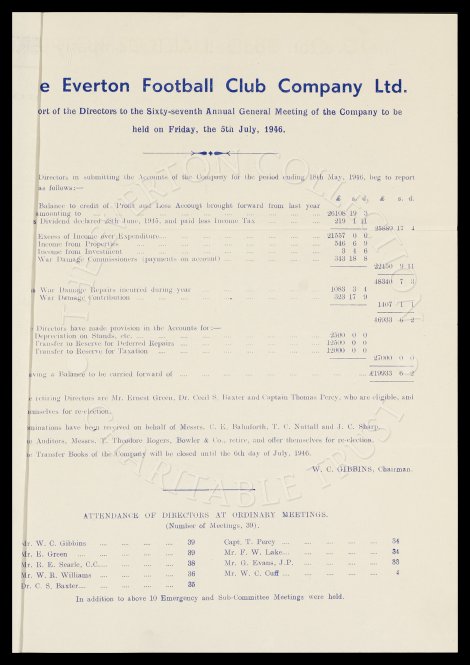 e Everton Football Club Company Ltd.
ort of the Directors to the Sixty-seventh Annual General Meeting of the Company to be
held on Friday, the 5th July, 1946.
Directors in submitting the Accounts of the Company for the period ending 18th May, 1946, beg to report
as follows:—
£ s. d. £ s. d.
Balance to credit of Profit and Loss Account brought forward from last year
amounting to 26108 19 3
s Dividend declared 28th June, 1945, and paid less Income Tax 219 1 11
25889 17 4
Excess of Income over Expenditure... 21557 0 0
Income from Properties 546 6 9
Income from Investment 3 4 6
War Damage Commissioners (payments on account) 343 18 8
22450 9 11
48340 7 3
s War Damage Repairs incurred during year 1083 3 4
War Damage Contribution 323 17 9
1407 1 1
46933 6 2
e Directors have made provision in the Accounts for:—
Depreciation on Stands, etc. 2500 0 0
Transfer to Reserve for Deferred Repairs 12500 0 0
Transfer to Reserve for Taxation 12000 0 0
27000 0 0
aving a Balance to be carried forward of £19933 6 2
e retiring Directors are Mr. Ernest Green, Dr. Cecil S. Baxter and Captain Thomas Percy, who are eligible, and
emselves for re-election.
ominations have been received on behalf of Messrs. C. E. Balmforth, T. C. Nuttall and J. C. Sharp.
e Auditors, Messrs. T. Theodore Rogers, Bowler & Co., retire, and offer themselves for re-election.
e Transfer Books of the Company will be closed until the 6th day of July, 1946.
W. C. GIBBINS, Chairman.
ATTENDANCE OF DIRECTORS AT ORDINARY MEETINGS.
(Number of Meetings, 39).
Mr. W. C. Gibbins 39 Capt. T. Percy 34
Mr. E. Green 39 Mr. F. W. Lake... 34
Mr. R. E. Searle, C.C. 38 Mr. G. Evans, J.P. 33
Mr. W. R. Williams 36 Mr. W. C. Cuff 4
Dr. C. S. Baxter... 35
In addition to above 10 Emergency and Sub-Committee Meetings were held.
THE EVERTON COLLECTION
CHARITABLE TRUST